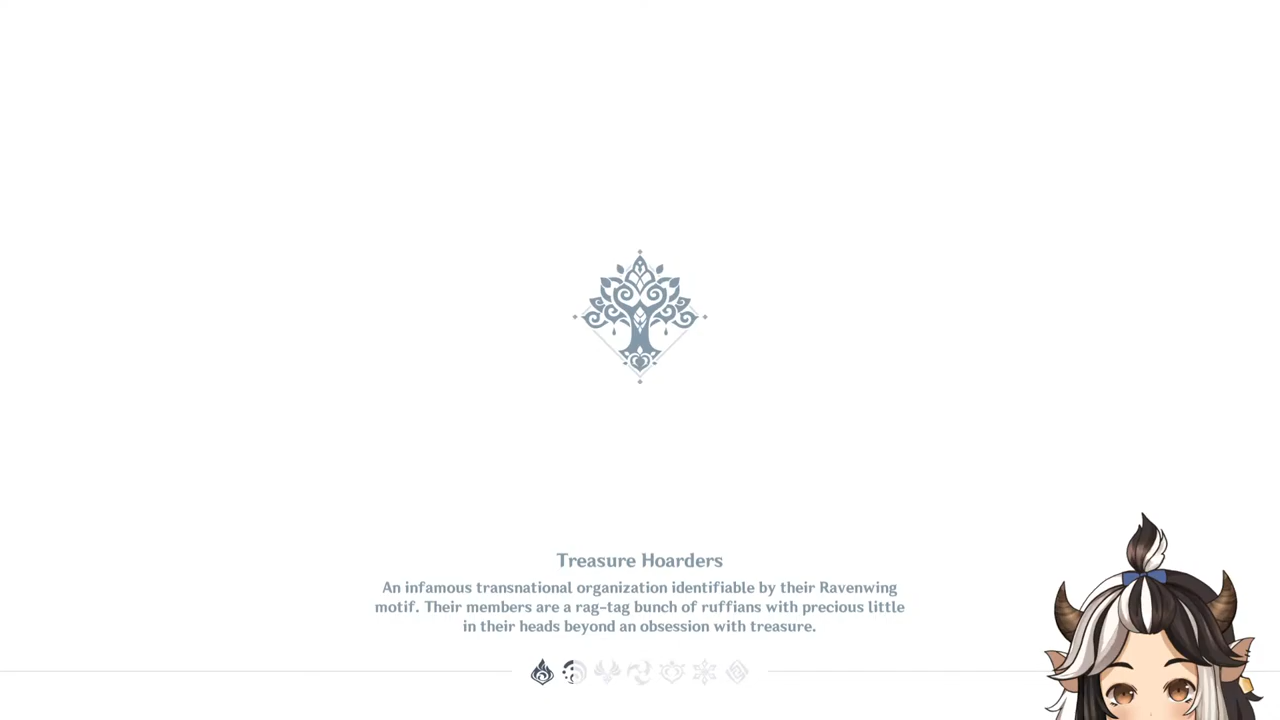 Treasure Hoarders
An infamous transnational organization identifiable by their Ravenwing
motif. Their members are a rag-tag bunch of ruffians with precious little
in their heads beyond an obsession with treasure.